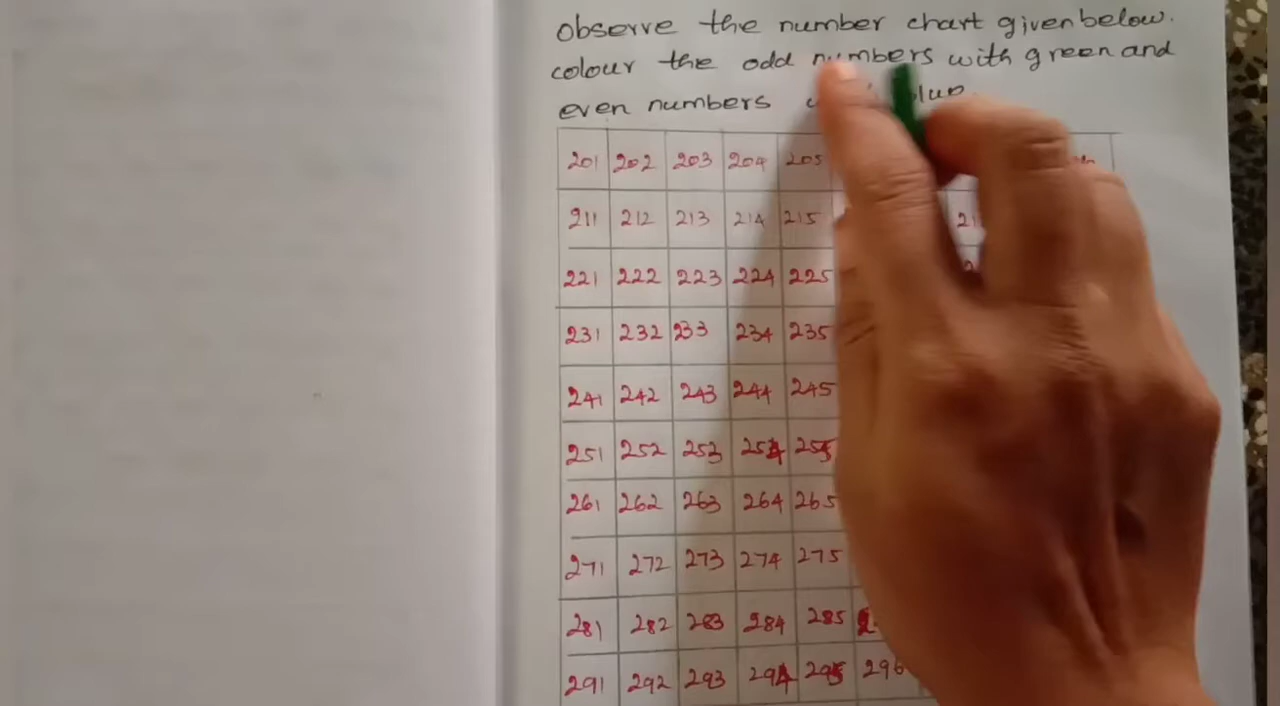 observe the number chart given below.
colour the odd numbers with green and
even numbers
201 202 203 204 205
211 212 213 214 215
221 222 223 224 225
231 232 233 234 235
241 242 243 244 245
251 252 253 254 255
261 262 263 264 265
271 272 273 274 275
281 282 283 284 285
291 292 293 294 295 296